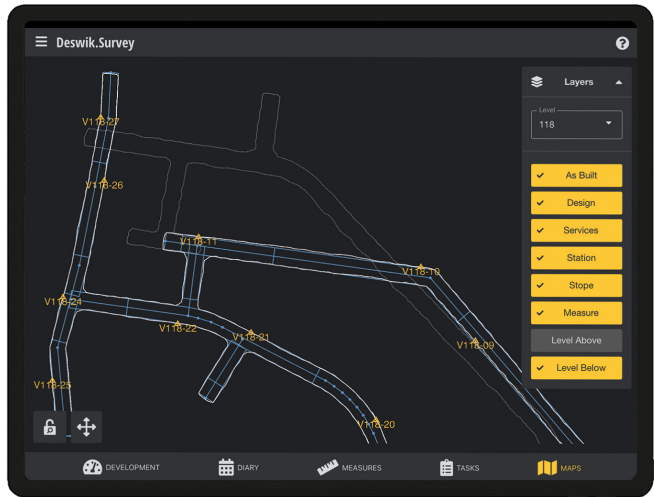 Deswik.Survey
?
Layers
Level
118
As Built
Design
Services
Station
Stope
Measure
Level Above
Level Below
V118-27
V118-26
V118-11
V118-10
V118-24
V118-22
V118-21
V118-09
V118-25
V118-20
DEVELOPMENT
DIARY
MEASURES
TASKS
MAPS